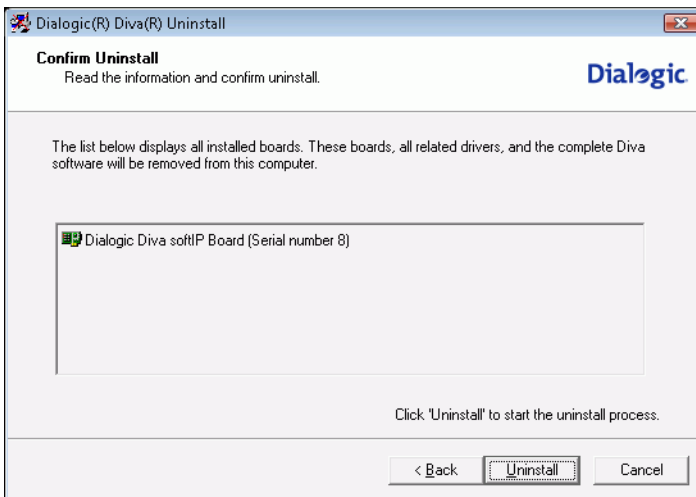 Dialogic(R) Diva(R) Uninstall
Confirm Uninstall
Read the information and confirm uninstall.
Dialogic
The list below displays all installed boards. These boards, all related drivers, and the complete Diva
software will be removed from this computer.
Dialogic Diva softIP Board (Serial number 8)
Click 'Uninstall' to start the uninstall process.
< Back
Uninstall
Cancel